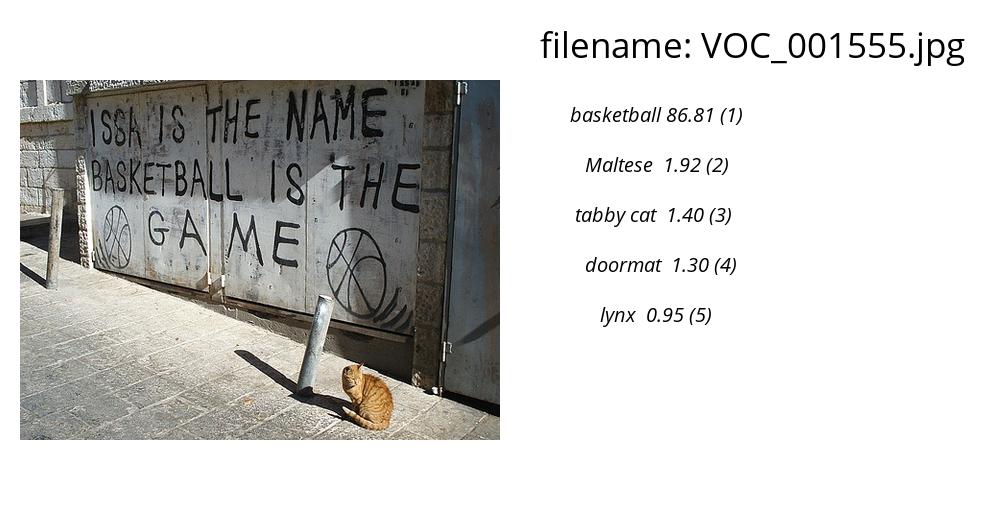 filename: VOC_001555.jpg
basketball 86.81 (1)
Maltese 1.92 (2)
tabby cat 1.40 (3)
doormat 1.30 (4)
lynx 0.95 (5)
ISSA IS THE NAME
BASKETBALL IS THE
GAME